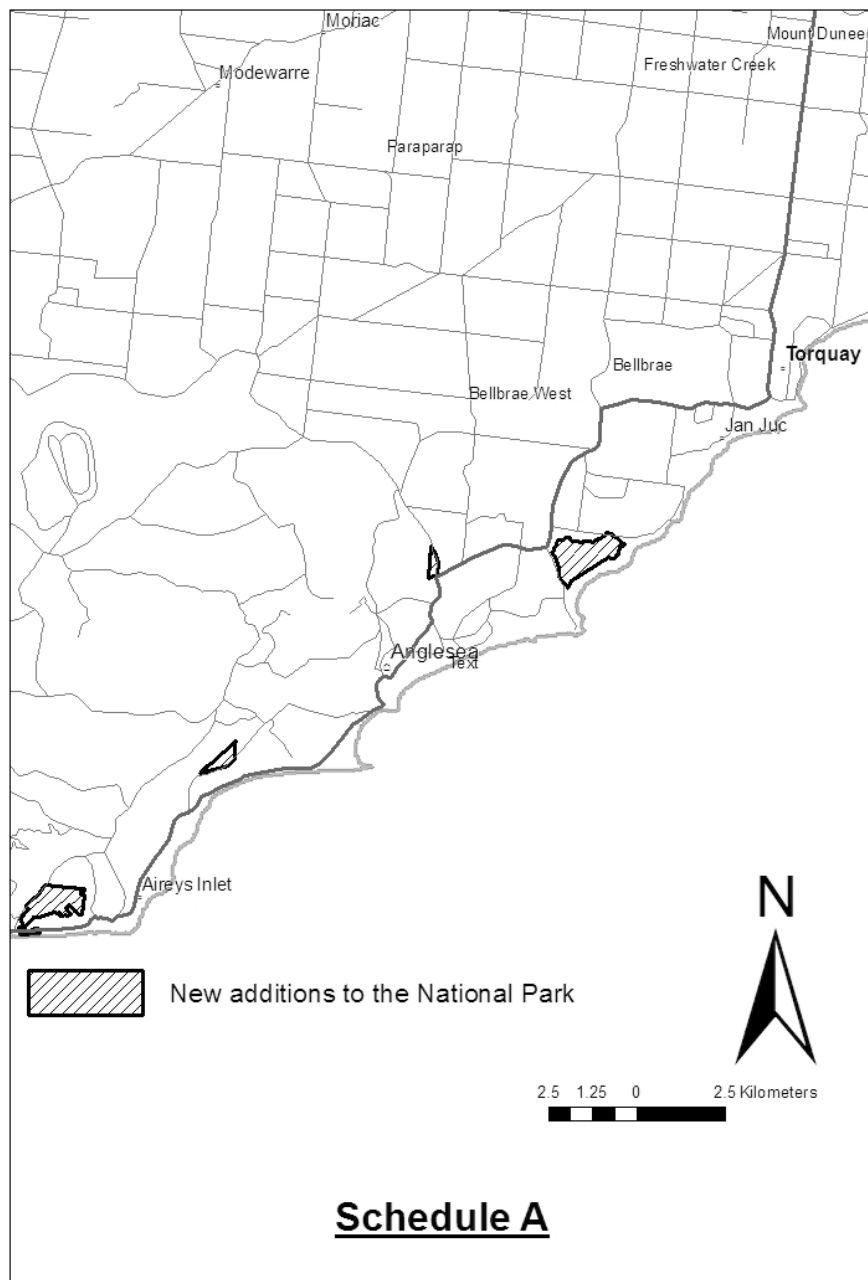 Moriac
Mount Dunee
Freshwater Creek
Modewarre
Paraparap
Torquay
Bellbrae
Bellbrae West
Jan Juc
Anglesea
Text
Aireys Inlet
N
New additions to the National Park
2.5 1.25 0 2.5 Kilometers
Schedule A